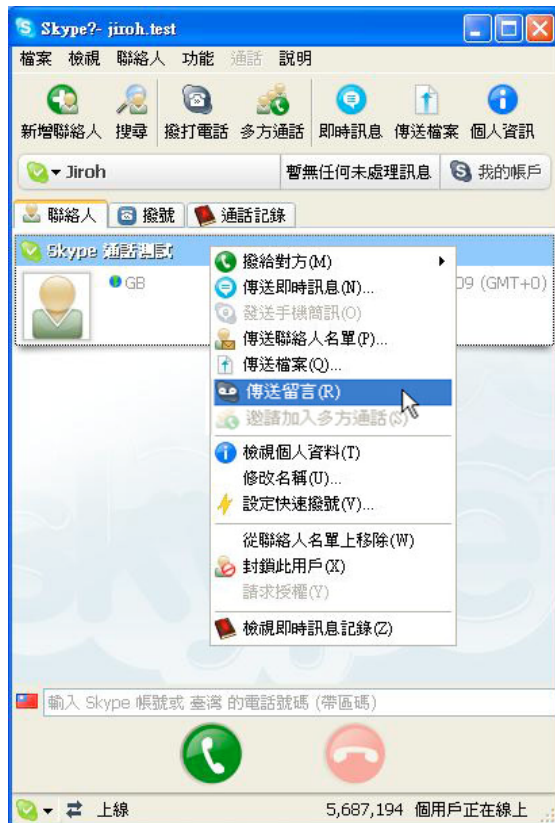 Skype?- jiroh.test
檔案 檢視 聯絡人 功能 通話 說明
新增聯絡人 搜尋 撥打電話 多方通話 即時訊息 傳送檔案 個人資訊
Jiroh 暫無任何未處理訊息 我的帳戶
聯絡人 撥號 通話記錄
Skype 通話測試
GB 09 (GMT+0)
撥給對方(M)
傳送即時訊息(N)...
發送手機簡訊(O)
傳送聯絡人名單(P)...
傳送檔案(Q)...
傳送留言(R)
邀請加入多方通話(S)
檢視個人資料(T)
修改名稱(U)...
設定快速撥號(V)...
從聯絡人名單上移除(W)
封鎖此用戶(X)
請求授權(Y)
檢視即時訊息記錄(Z)
輸入 Skype 帳號或 臺灣 的電話號碼 (帶區碼)
上線 5,687,194 個用戶正在線上